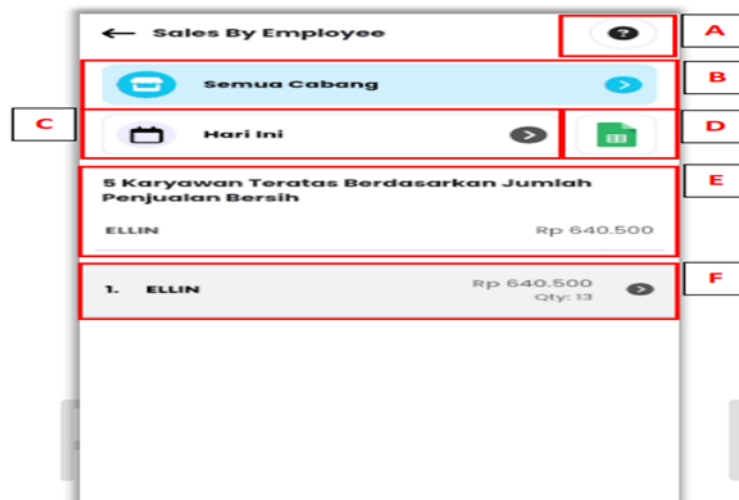 Sales By Employee
?
A
Semua Cabang
B
C
Hari Ini
D
5 Karyawan Teratas Berdasarkan Jumlah
Penjualan Bersih
E
ELLIN Rp 640.500
1. ELLIN Rp 640.500
Qty: 13
F